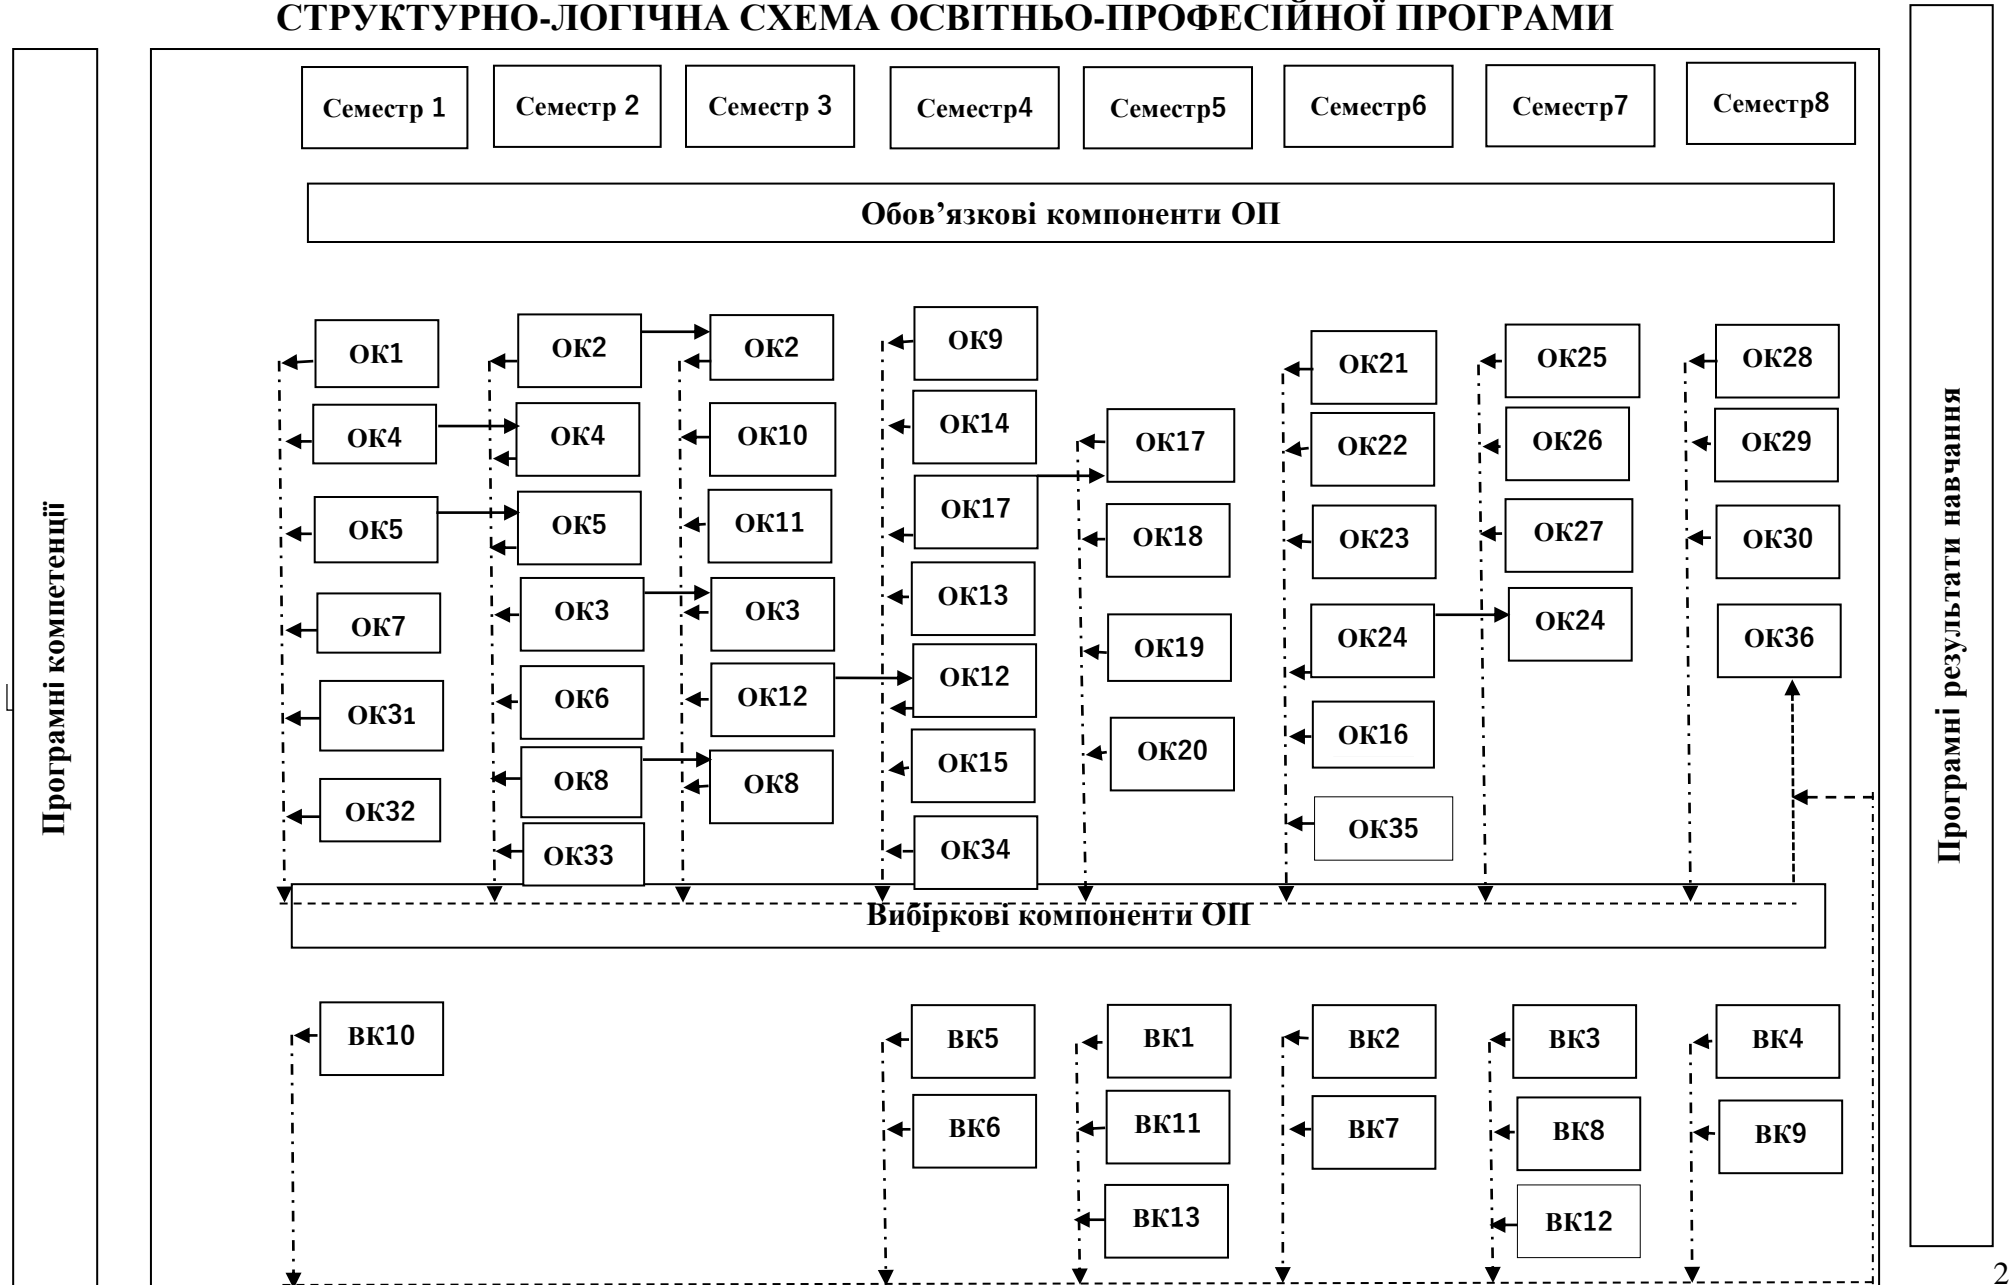 СТРУКТУРНО-ЛОГІЧНА СХЕМА ОСВІТНЬО-ПРОФЕСІЙНОЇ ПРОГРАМИ
Програмні компетенції
Семестр 1
Семестр 2
Семестр 3
Семестр4
Семестр5
Семестр6
Семестр7
Семестр8
Обов’язкові компоненти ОП
ОК1
ОК4
ОК5
ОК7
ОК31
ОК32
ОК2
ОК4
ОК5
ОК3
ОК6
ОК8
ОК33
ОК2
ОК10
ОК11
ОК3
ОК12
ОК8
ОК9
ОК14
ОК17
ОК13
ОК12
ОК15
ОК34
ОК17
ОК18
ОК19
ОК20
ОК21
ОК22
ОК23
ОК24
ОК16
ОК35
ОК25
ОК26
ОК27
ОК24
ОК28
ОК29
ОК30
ОК36
Вибіркові компоненти ОП
ВК10
ВК5
ВК6
ВК1
ВК11
ВК13
ВК2
ВК7
ВК3
ВК8
ВК12
ВК4
ВК9
Програмні результати навчання
2